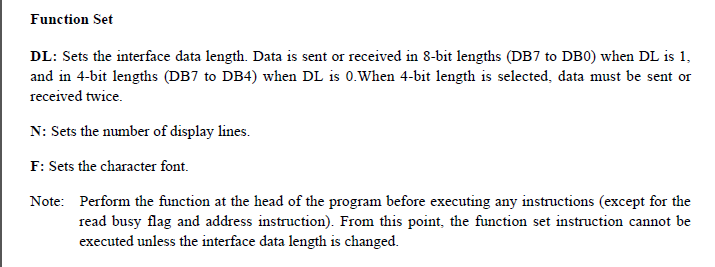 Function Set
DL: Sets the interface data length. Data is sent or received in 8-bit lengths (DB7 to DB0) when DL is 1,
and in 4-bit lengths (DB7 to DB4) when DL is 0.When 4-bit length is selected, data must be sent or
received twice.
N: Sets the number of display lines.
F: Sets the character font.
Note: Perform the function at the head of the program before executing any instructions (except for the
read busy flag and address instruction). From this point, the function set instruction cannot be
executed unless the interface data length is changed.